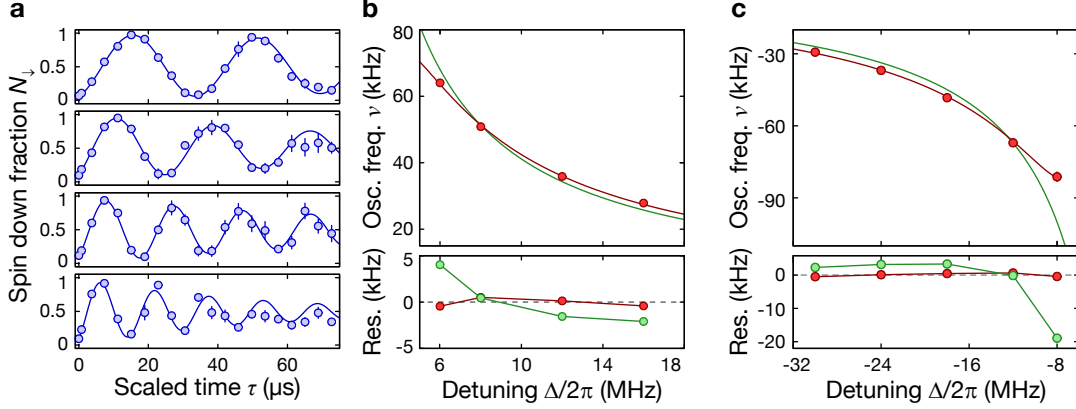 a
Spin down fraction N↓
1
0.5
0
1
0.5
0
1
0.5
0
1
0.5
0
0 20 40 60
Scaled time τ (μs)
b
Osc. freq. ν (kHz)
80
60
40
20
Res. (kHz)
5
0
-5
6 10 14 18
Detuning Δ/2π (MHz)
c
Osc. freq. ν (kHz)
-30
-60
-90
Res. (kHz)
0
-10
-20
-32 -24 -16 -8
Detuning Δ/2π (MHz)